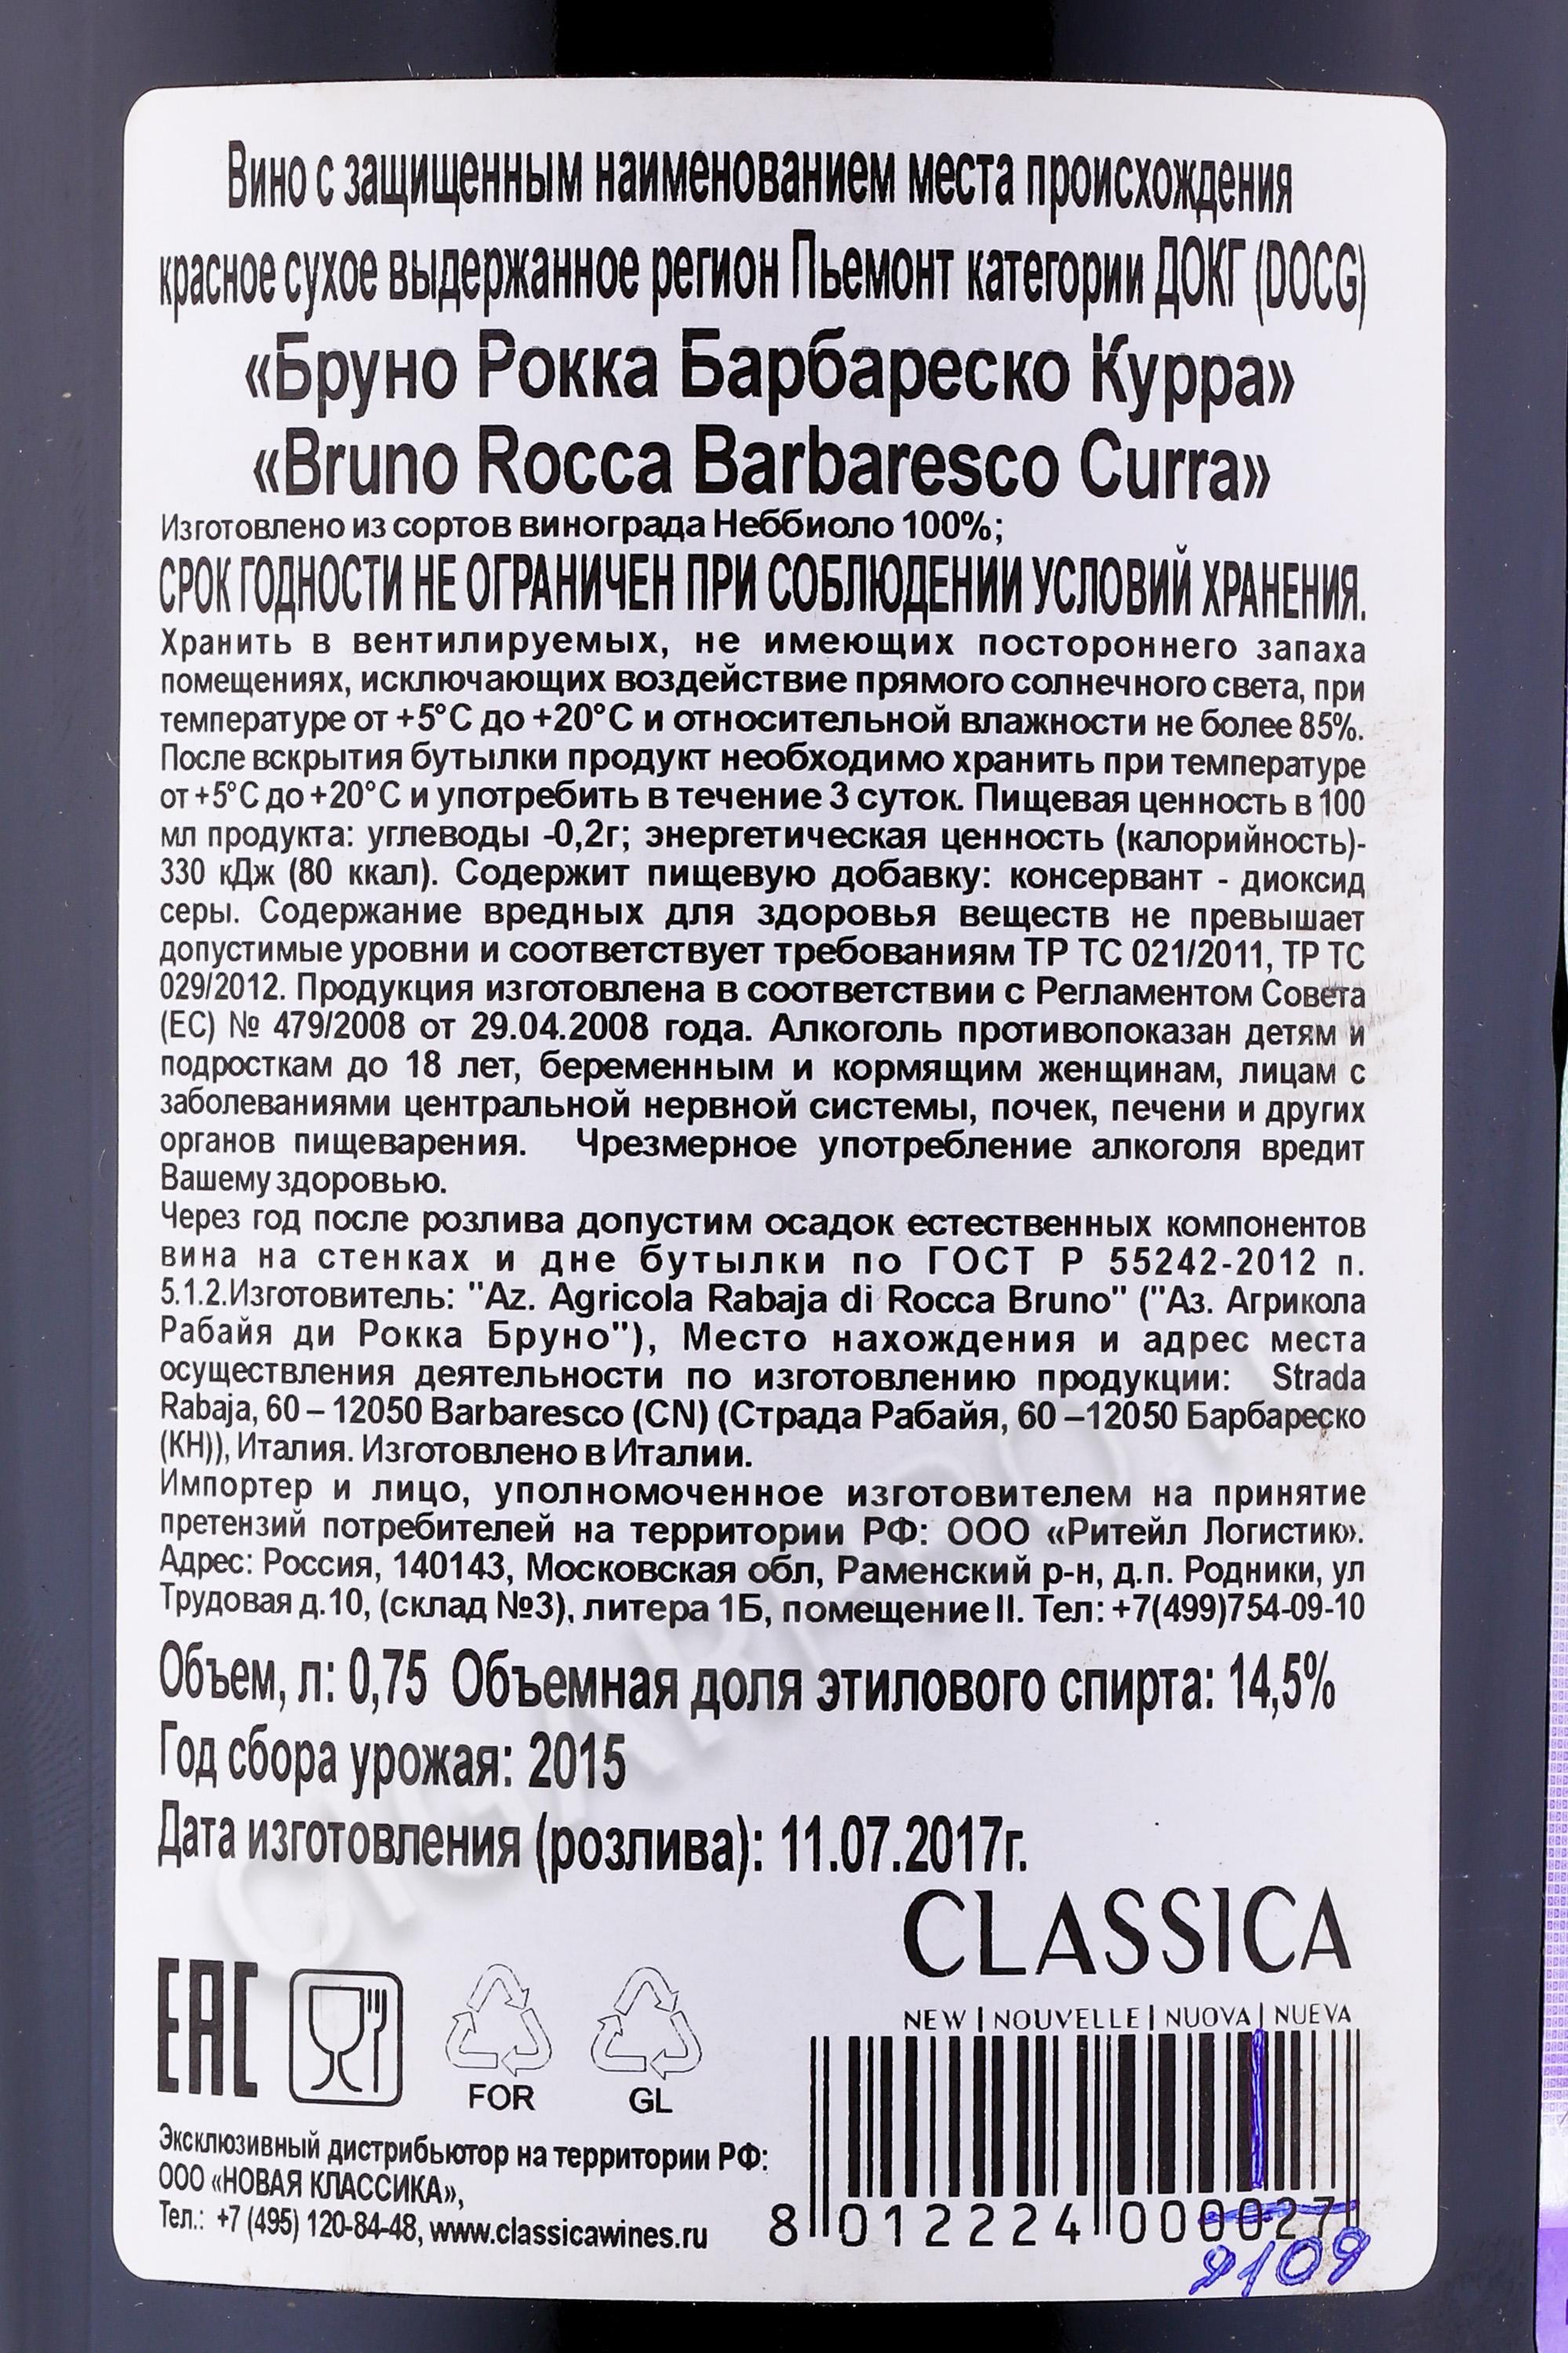 Вино с защищенным наименованием места происхождения
красное сухое выдержанное регион Пьемонт категории ДОКГ (DOCG)
«Бруно Рокка Барбареско Курра»
«Bruno Rocca Barbaresco Curra»
Изготовлено из сортов винограда Неббиоло 100%;
СРОК ГОДНОСТИ НЕ ОГРАНИЧЕН ПРИ СОБЛЮДЕНИИ УСЛОВИЙ ХРАНЕНИЯ.
Хранить в вентилируемых, не имеющих постороннего запаха
помещениях, исключающих воздействие прямого солнечного света, при
температуре от +5°С до +20°С и относительной влажности не более 85%.
После вскрытия бутылки продукт необходимо хранить при температуре
от +5°С до +20°С и употребить в течение 3 суток. Пищевая ценность в 100
мл продукта: углеводы -0,2г; энергетическая ценность (калорийность)-
330 кДж (80 ккал). Содержит пищевую добавку: консервант - диоксид
серы. Содержание вредных для здоровья веществ не превышает
допустимые уровни и соответствует требованиям ТР ТС 021/2011, ТР ТС
029/2012. Продукция изготовлена в соответствии с Регламентом Совета
(ЕС) № 479/2008 от 29.04.2008 года. Алкоголь противопоказан детям и
подросткам до 18 лет, беременным и кормящим женщинам, лицам с
заболеваниями центральной нервной системы, почек, печени и других
органов пищеварения. Чрезмерное употребление алкоголя вредит
Вашему здоровью.
Через год после розлива допустим осадок естественных компонентов
вина на стенках и дне бутылки по ГОСТ Р 55242-2012 п.
5.1.2.Изготовитель: "Az. Agricola Rabaja di Rocca Bruno" ("Аз. Агрикола
Рабайя ди Рокка Бруно"), Место нахождения и адрес места
осуществления деятельности по изготовлению продукции: Strada
Rabaja, 60 – 12050 Barbaresco (CN) (Страда Рабайя, 60 –12050 Барбареско
(КН)), Италия. Изготовлено в Италии.
Импортер и лицо, уполномоченное изготовителем на принятие
претензий потребителей на территории РФ: ООО «Ритейл Логистик».
Адрес: Россия, 140143, Московская обл, Раменский р-н, д.п. Родники, ул
Трудовая д.10, (склад №3), литера 1Б, помещение II. Тел: +7(499)754-09-10
Объем, л: 0,75 Объемная доля этилового спирта: 14,5%
Год сбора урожая: 2015
Дата изготовления (розлива): 11.07.2017г.
CLASSICA
NEW | NOUVELLE | NUOVA | NUEVA
EAC
FOR
GL
Эксклюзивный дистрибьютор на территории РФ:
ООО «НОВАЯ КЛАССИКА»,
Тел.: +7 (495) 120-84-48, www.classicawines.ru
8 012224 000027
9109
CIGARPRO.RU